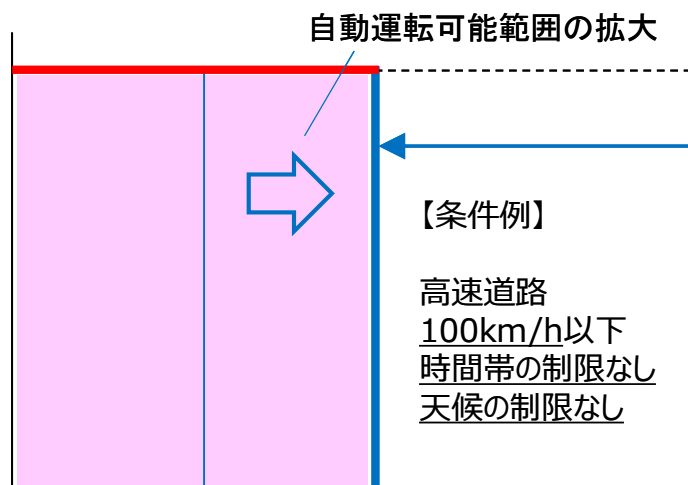 自動運転可能範囲の拡大
【条件例】
高速道路
100km/h以下
時間帯の制限なし
天候の制限なし